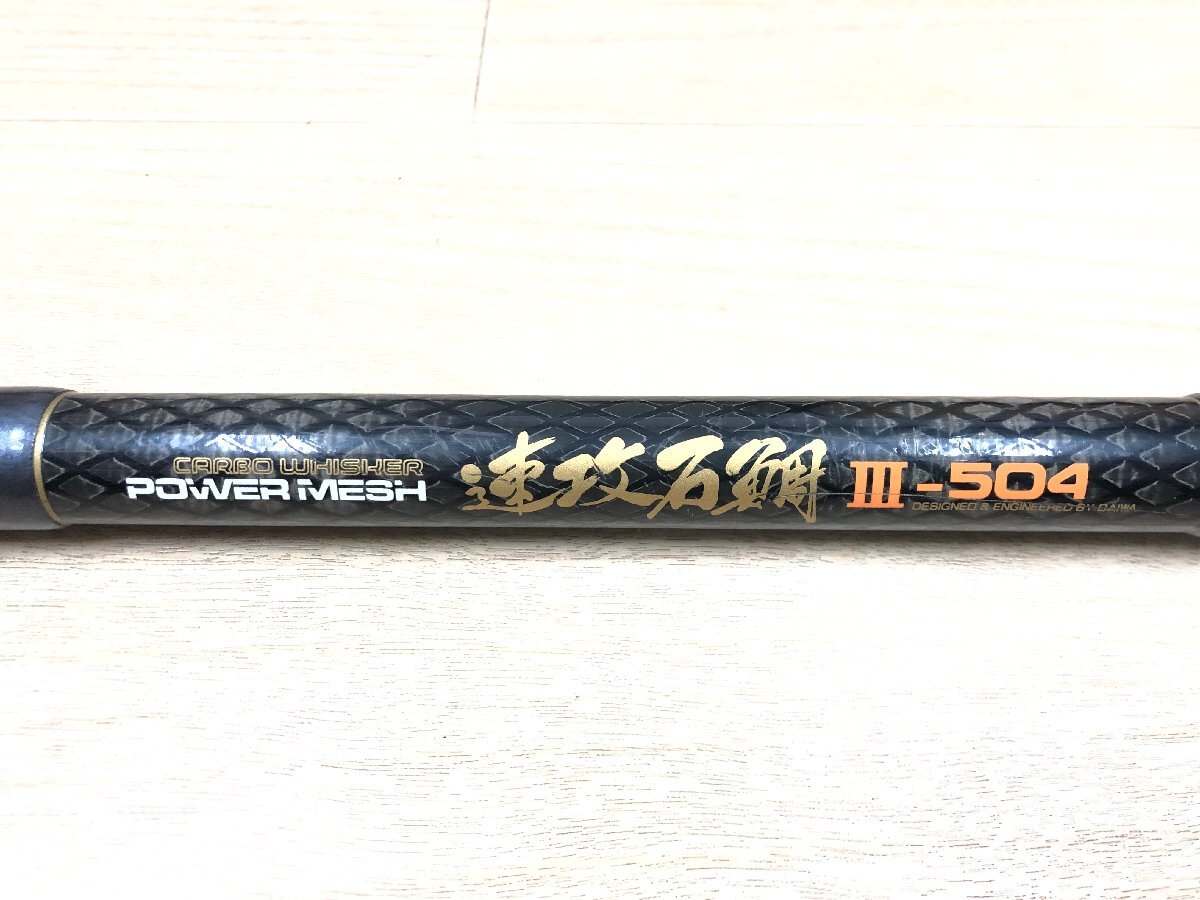 CARBO WHISKER
POWER MESH
速攻石鯛 III-504
DESIGNED & ENGINEERED BY DAIWA